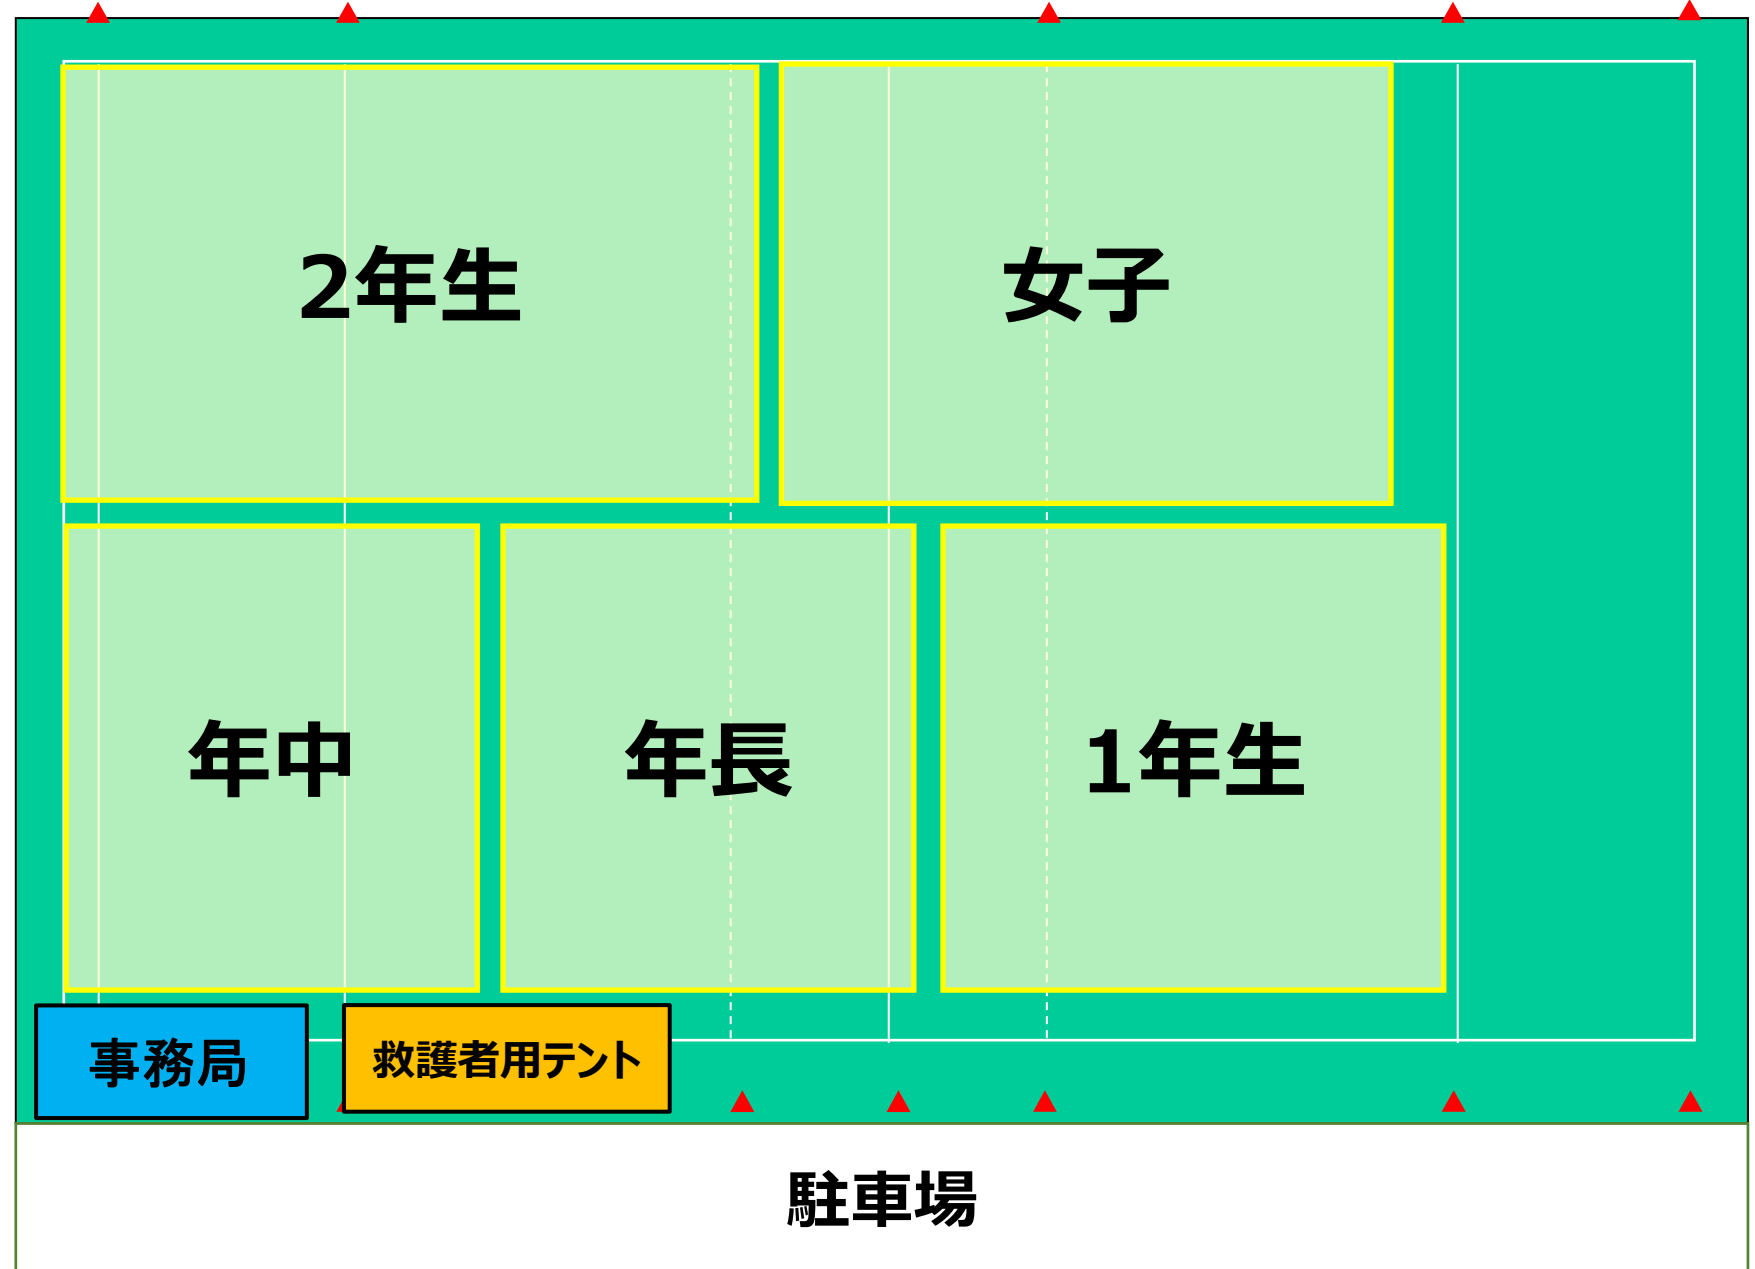 2年生
女子
年中
年長
1年生
事務局
救護者用テント
駐車場